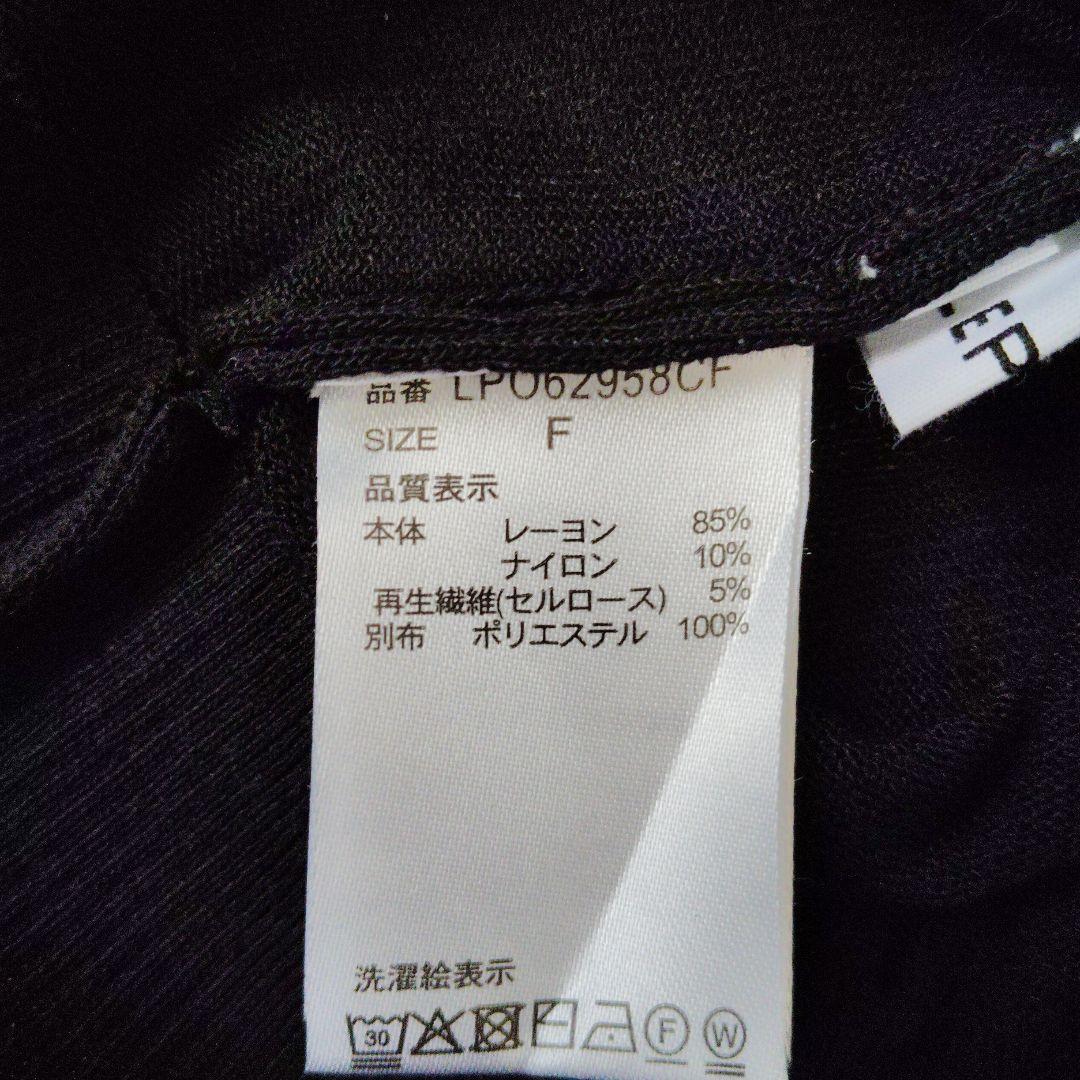 品番 LPO62958CF
SIZE F
品質表示
本体 レーヨン 85%
ナイロン 10%
再生繊維(セルロース) 5%
別布 ポリエステル 100%
洗濯絵表示
30 F W